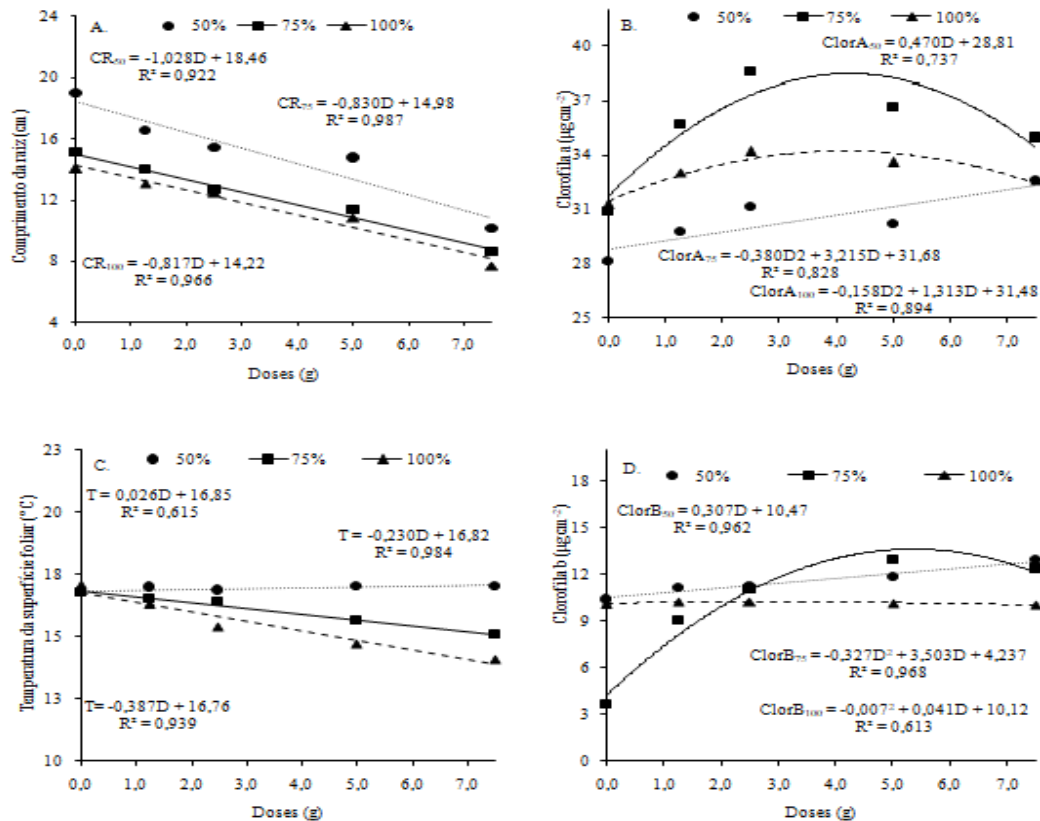 A. 50% 75% 100%
CR₅₀ = -1,028D + 18,46
R² = 0,922
CR₇₅ = -0,830D + 14,98
R² = 0,987
CR₁₀₀ = -0,817D + 14,22
R² = 0,966
Comprimento da raiz (cm)
24
20
16
12
8
4
0,0 1,0 2,0 3,0 4,0 5,0 6,0 7,0
Doses (g)
B. 50% 75% 100%
ClorA₅₀ = 0,470D + 28,81
R² = 0,737
ClorA₇₅ = -0,380D2 + 3,215D + 31,68
R² = 0,828
ClorA₁₀₀ = -0,158D2 + 1,313D + 31,48
R² = 0,894
Clorofila a (µgcm⁻²)
40
37
34
31
28
25
0,0 1,0 2,0 3,0 4,0 5,0 6,0 7,0
Doses (g)
C. 50% 75% 100%
T = 0,026D + 16,85
R² = 0,615
T = -0,230D + 16,82
R² = 0,984
T= -0,387D + 16,76
R² = 0,939
Temperatura da superfície foliar (°C)
23
20
18
15
13
10
0,0 1,0 2,0 3,0 4,0 5,0 6,0 7,0
Doses (g)
D. 50% 75% 100%
ClorB₅₀ = 0,307D + 10,47
R² = 0,962
ClorB₇₅ = -0,327D² + 3,503D + 4,237
R² = 0,968
ClorB₁₀₀ = -0,007² + 0,041D + 10,12
R² = 0,613
Clorofila b (µgcm⁻²)
18
15
12
9
6
3
0
0,0 1,0 2,0 3,0 4,0 5,0 6,0 7,0
Doses (g)